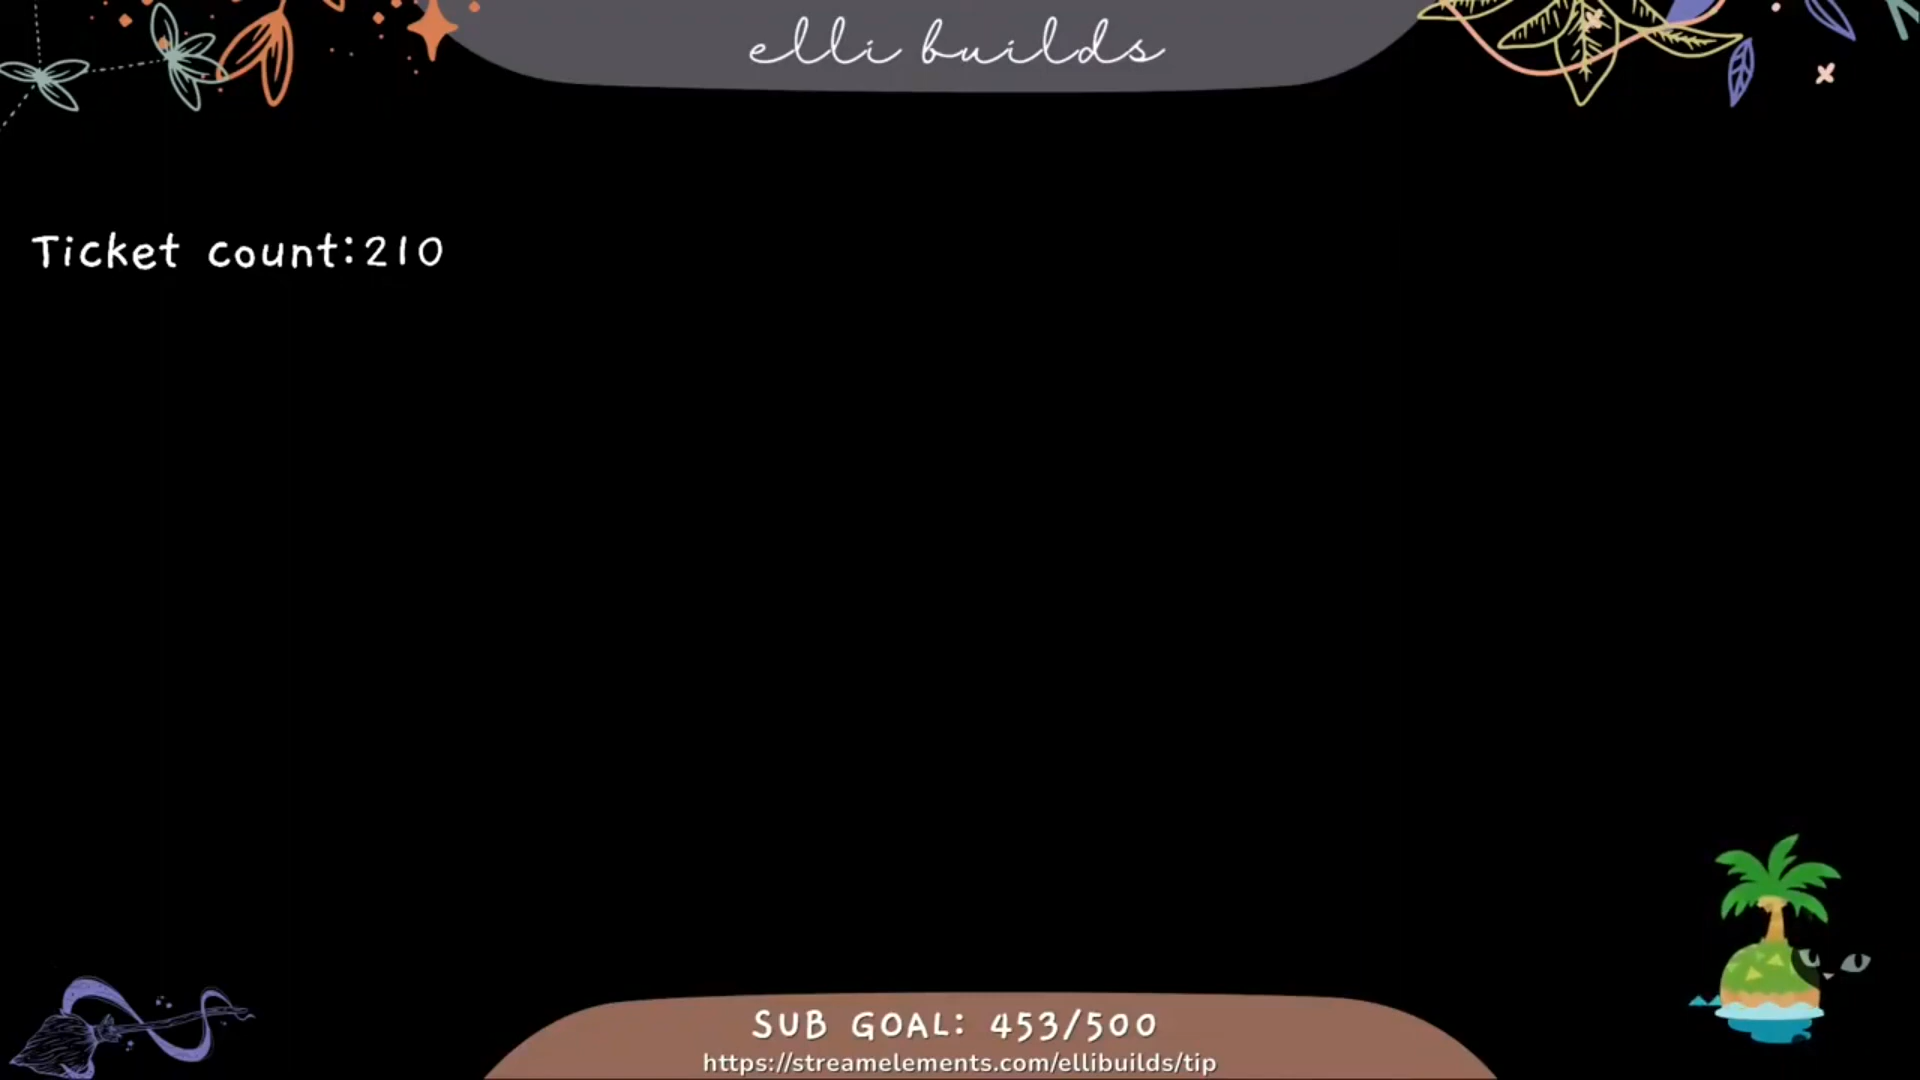 elli builds
Ticket count:210
SUB GOAL: 453/500
https://streamelements.com/ellibuilds/tip